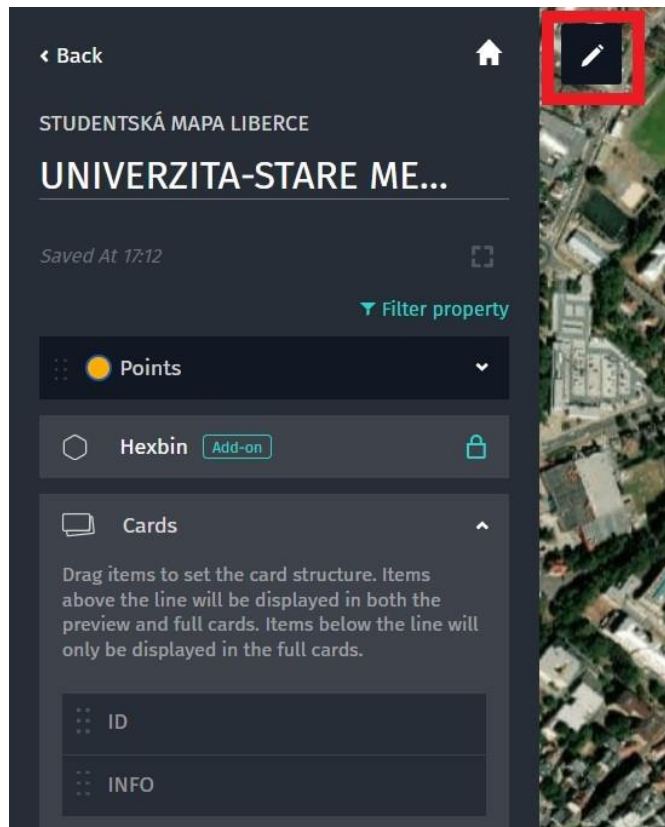 Back
STUDENTSKÁ MAPA LIBERCE
UNIVERZITA-STARE ME...
Saved At 17:12
Filter property
Points
Hexbin Add-on
Cards
Drag items to set the card structure. Items
above the line will be displayed in both the
preview and full cards. Items below the line will
only be displayed in the full cards.
ID
INFO